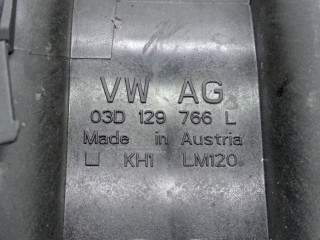 VW AG
03D 129 766 L
Made in Austria
KH1 LM120